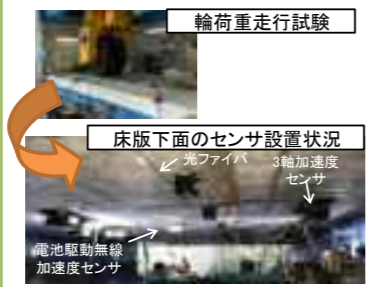 輪荷重走行試験
床版下面のセンサ設置状況
光ファイバ
3軸加速度
センサ
電池駆動無線
加速度センサ